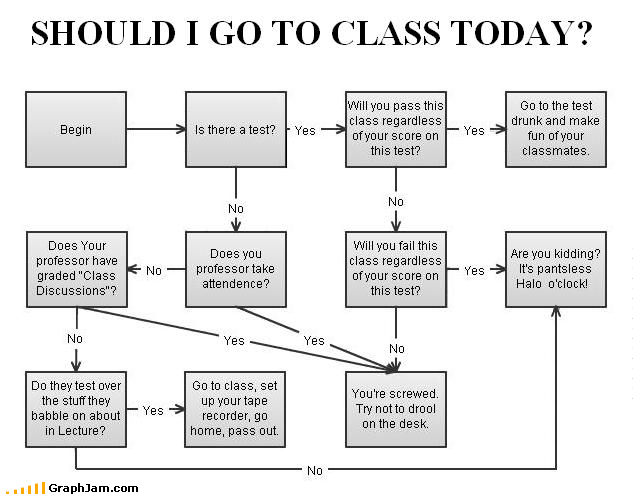 SHOULD I GO TO CLASS TODAY?
Begin
Is there a test?
Yes
Will you pass this
class regardless
of your score on
this test?
Yes
Go to the test
drunk and make
fun of your
classmates.
No
No
Does Your
professor have
graded "Class
Discussions"?
No
Does you
professor take
attendence?
Will you fail this
class regardless
of your score on
this test?
Yes
Are you kidding?
It's pantsless
Halo o'clock!
No
Yes
Yes
No
Do they test over
the stuff they
babble on about
in Lecture?
Yes
Go to class, set
up your tape
recorder, go
home, pass out.
You're screwed.
Try not to drool
on the desk.
No
GraphJam.com